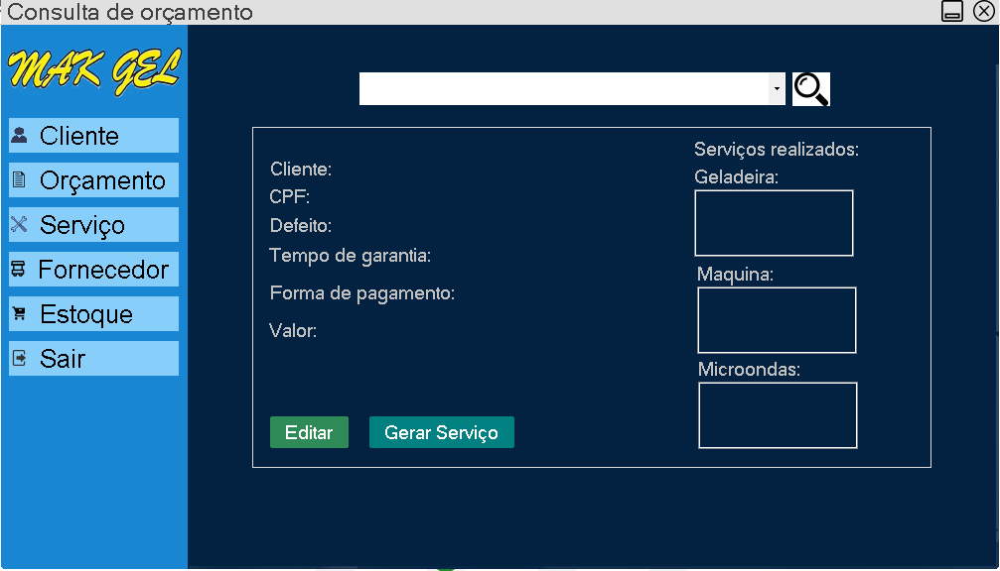 Consulta de orçamento
MAK GEL
Cliente
Orçamento
Serviço
Fornecedor
Estoque
Sair
Cliente:
CPF:
Defeito:
Tempo de garantia:
Forma de pagamento:
Valor:
Editar
Gerar Serviço
Serviços realizados:
Geladeira:
Maquina:
Microondas: